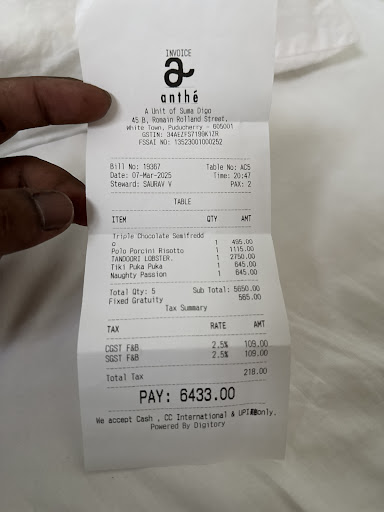 INVOICE
a
anthé
A Unit of Suma Digo
45 B, Romain Rolland Street,
White Town, Puducherry - 605001
GSTIN: 34AEZFS7190K1ZR
FSSAI NO: 13523001000252
Bill No: 19367 Table No: AC5
Date: 07-Mar-2025 Time: 20:47
Steward: SAURAV V PAX: 2
TABLE
ITEM QTY AMT
Triple Chocolate Semifredd
o 1 495.00
Polo Porcini Risotto 1 1115.00
TANDOORI LOBSTER. 1 2750.00
Tiki Puka Puka 1 645.00
Naughty Passion 1 645.00
Total Qty: 5 Sub Total: 5650.00
Fixed Gratuity 565.00
Tax Summary
TAX RATE AMT
CGST F&B 2.5% 109.00
SGST F&B 2.5% 109.00
Total Tax 218.00
PAY: 6433.00
We accept Cash , CC International & UPI only.
Powered By Digitory